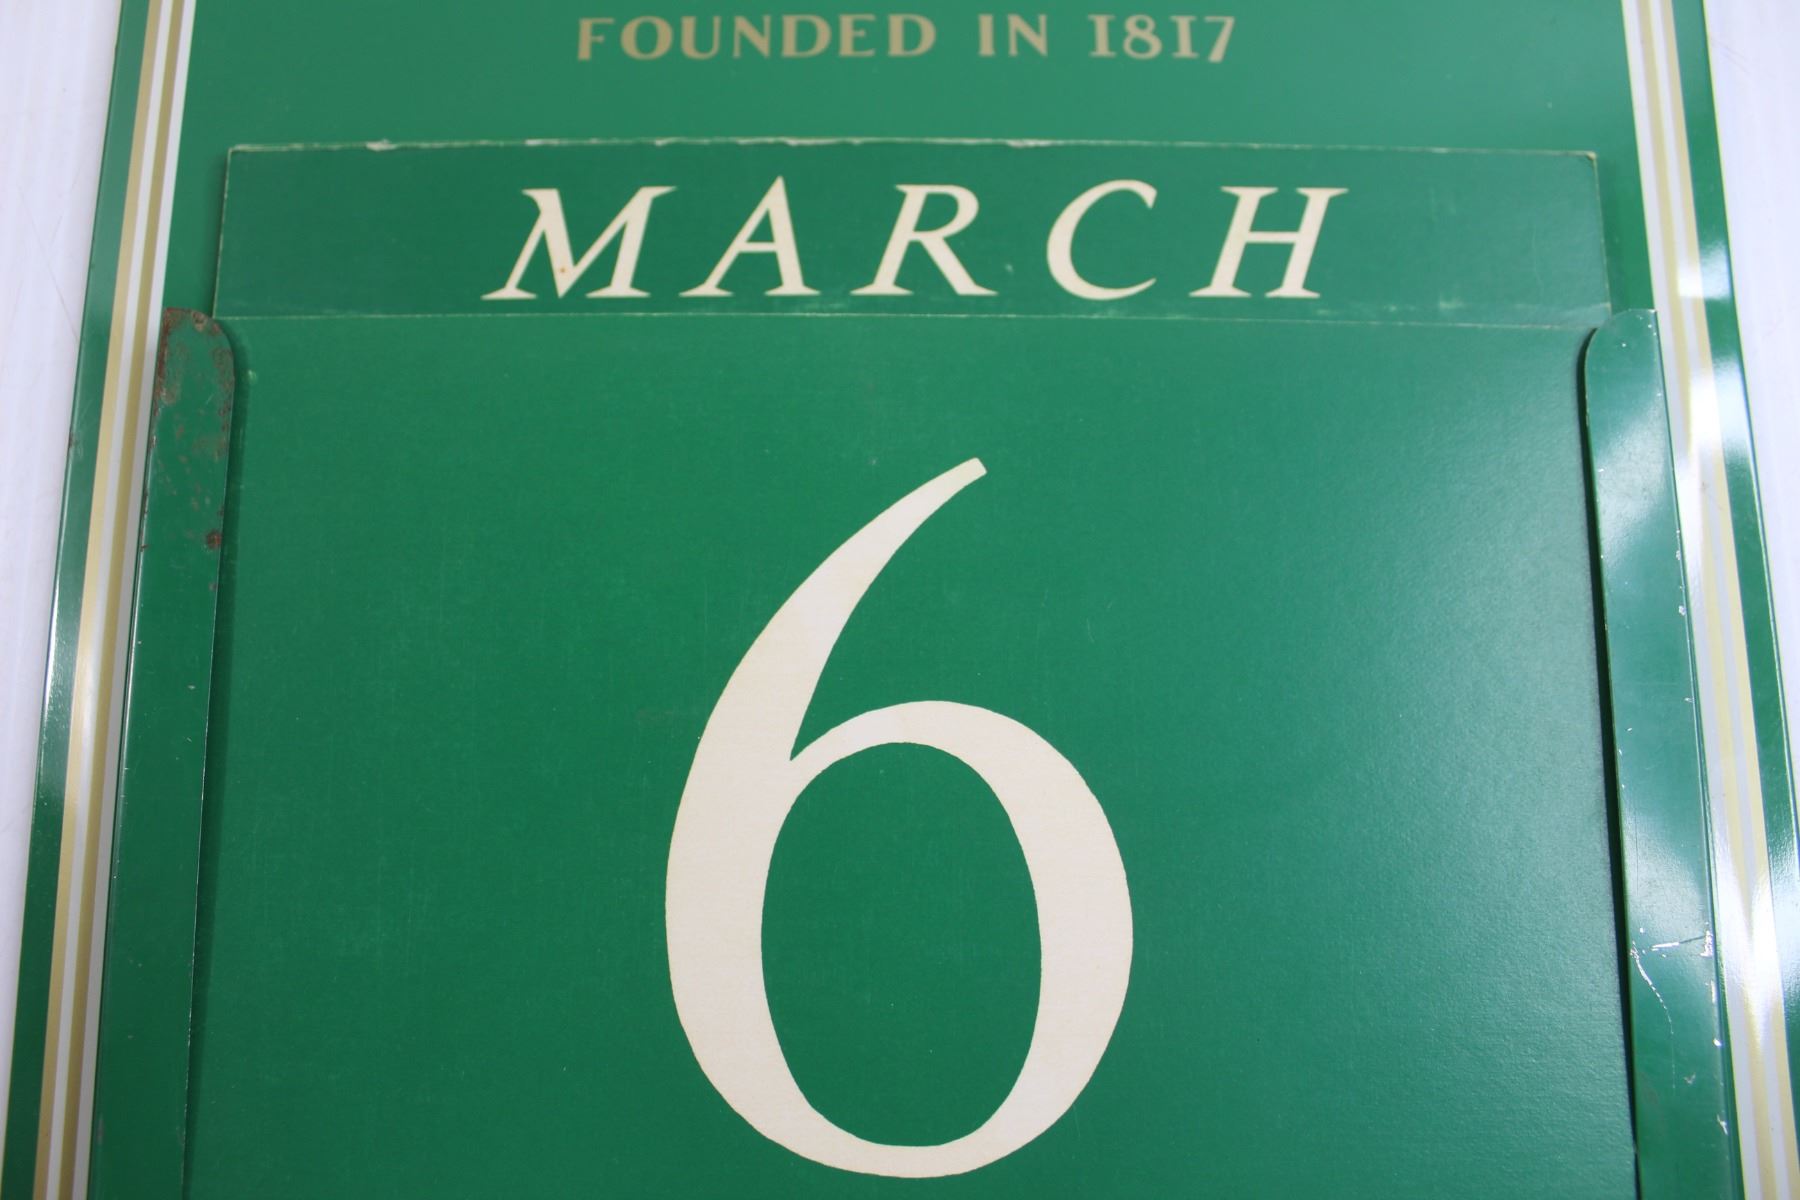 FOUNDED IN 1817
MARCH
6